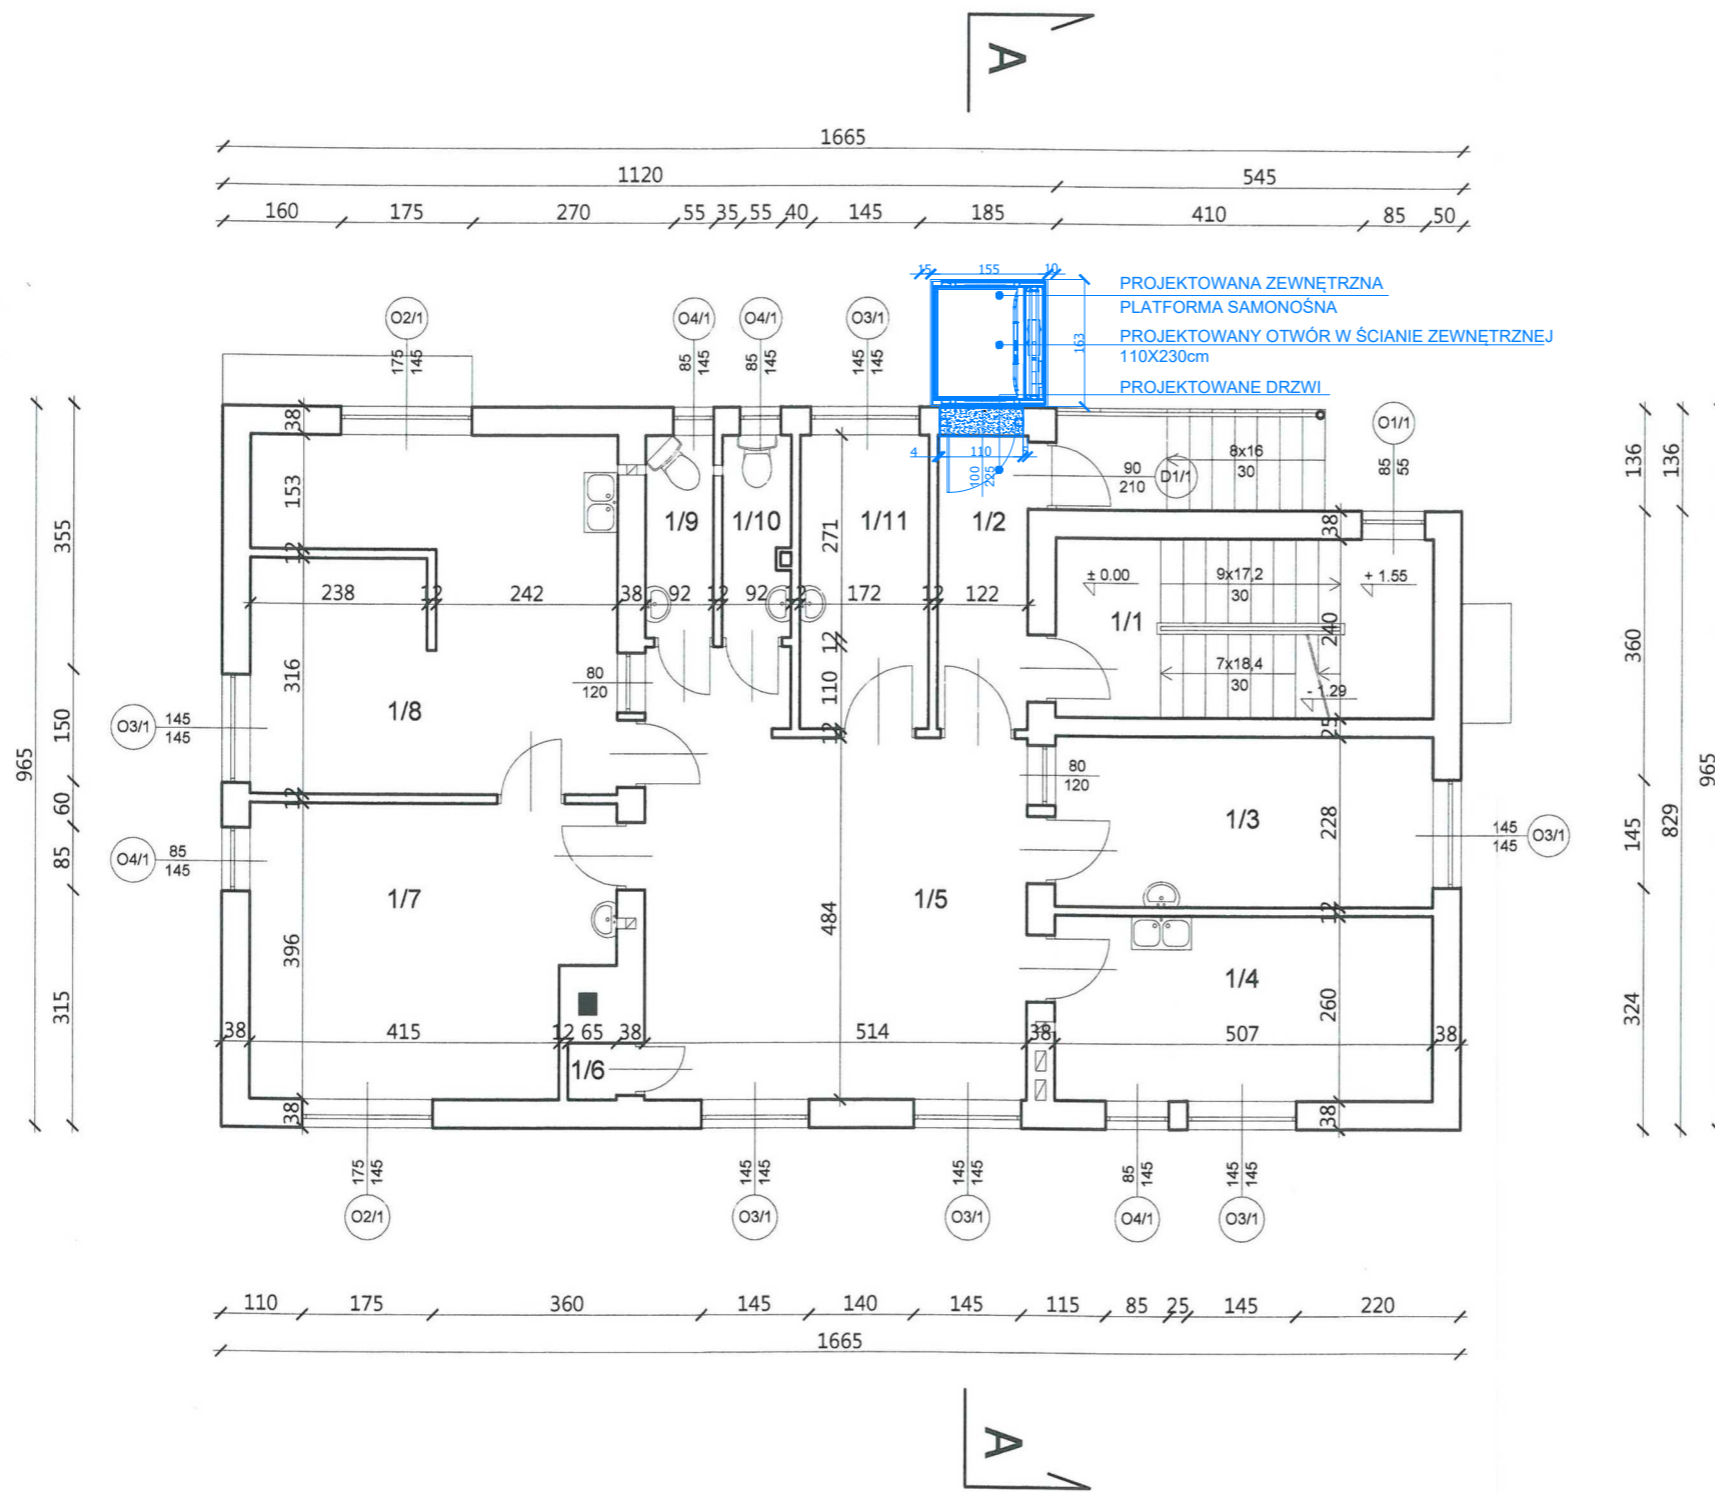 A
1665
1120 545
160 175 270 55 35 55 40 145 185 410 85 50
15 155 10
PROJEKTOWANA ZEWNĘTRZNA
PLATFORMA SAMONOŚNA
PROJEKTOWANY OTWÓR W ŚCIANIE ZEWNĘTRZNEJ
110X230cm
PROJEKTOWANE DRZWI
163
O2/1
175
145
O4/1
85
145
O4/1
85
145
O3/1
145
145
O1/1
85
55
4 110 5
100
225
90
210
D1/1
8x16
30
38
153
12
1/9
1/10
1/11
271
1/2
38
± 0.00
9x17,2
30
+ 1.55
238 12 242 38 92 12 92 12 172 12 122
1/1
240
12
110
12
7x18,4
30
- 1.29
25
316
80
120
1/8
O3/1
145
145
80
120
12
1/3
228
145
145
O3/1
O4/1
85
145
1/7
1/5
484
12
396
1/4
260
38 415 12 65 38 514 38 507 38
1/6
38
38
965
355
150
60
85
315
136
360
145
324
136
829
965
175
145
O2/1
145
145
O3/1
145
145
O3/1
85
145
O4/1
145
145
O3/1
110 175 360 145 140 145 115 85 25 145 220
1665
A